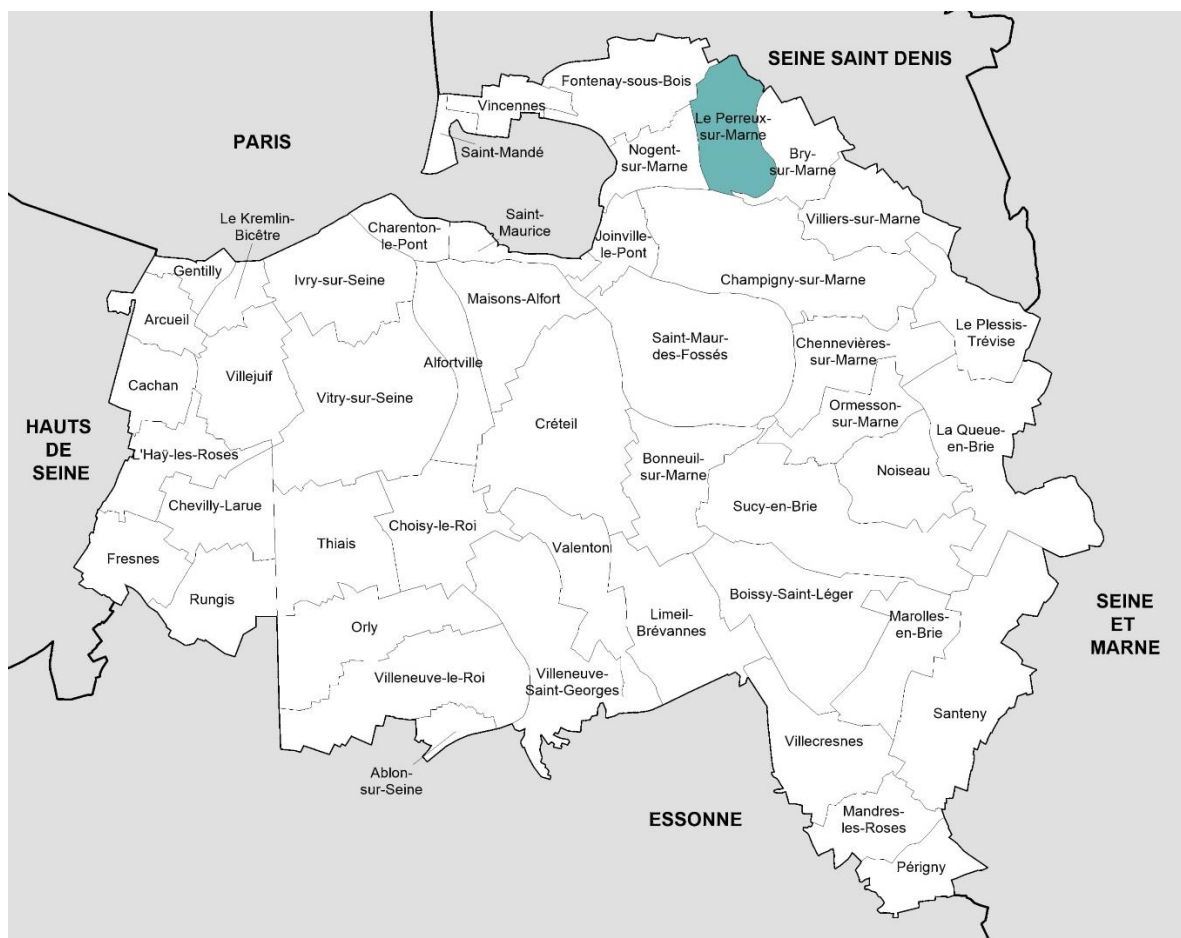 SEINE SAINT DENIS
Fontenay-sous-Bois
Vincennes
Le Perreux-
sur-Marne
PARIS
Saint-Mandé
Nogent-
sur-Marne
Bry-
sur-Marne
Le Kremlin-
Bicêtre
Saint-
Maurice
Charenton-
le-Pont
Joinville-
le-Pont
Villiers-sur-Marne
Gentilly
Ivry-sur-Seine
Champigny-sur-Marne
Maisons-Alfort
Arcueil
Le Plessis-
Trévise
Saint-Maur-
des-Fossés
Chennevières-
sur-Marne
Alfortville
Cachan
Villejuif
Vitry-sur-Seine
Ormesson-
sur-Marne
HAUTS
DE
SEINE
Créteil
La Queue-
en-Brie
L'Haÿ-les-Roses
Bonneuil-
sur-Marne
Noiseau
Chevilly-Larue
Sucy-en-Brie
Choisy-le-Roi
Thiais
Valenton
Fresnes
Boissy-Saint-Léger
Rungis
Limeil-
Brévannes
Marolles-
en-Brie
SEINE
ET
MARNE
Orly
Villeneuve-le-Roi
Villeneuve-
Saint-Georges
Santeny
Villecresnes
Ablon-
sur-Seine
ESSONNE
Mandres-
les-Roses
Périgny